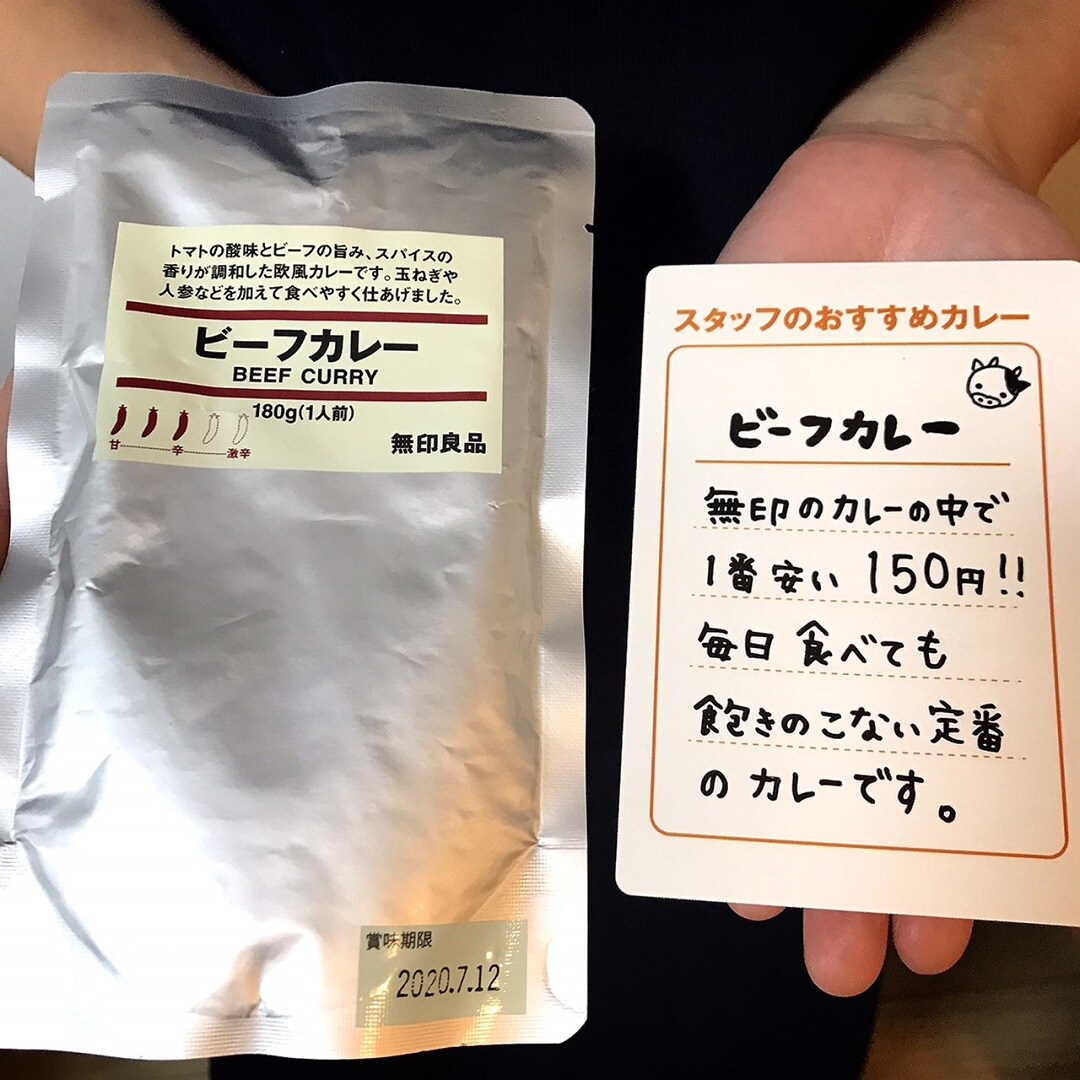 トマトの酸味とビーフの旨み、スパイスの
香りが調和した欧風カレーです。玉ねぎや
人参などを加えて食べやすく仕あげました。
ビーフカレー
BEEF CURRY
180g(1人前)
甘 辛 激辛
無印良品
賞味期限
2020.7.12
スタッフのおすすめカレー
ビーフカレー
無印のカレーの中で
1番安い 150円!!
毎日 食べても
飽きのこない定番
の カレーです。